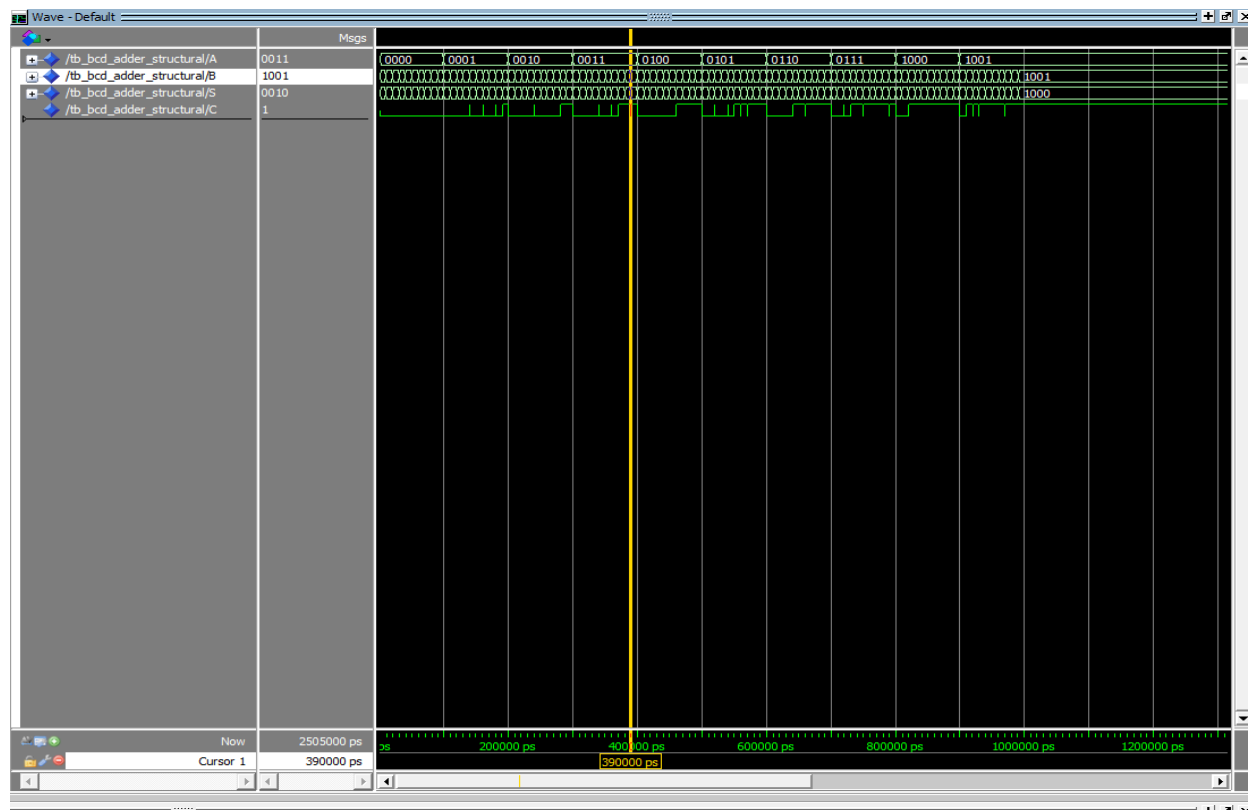 Wave - Default
Msgs
/tb_bcd_adder_structural/A 0011 0000 0001 0010 0011 0100 0101 0110 0111 1000 1001
/tb_bcd_adder_structural/B 1001 1001
/tb_bcd_adder_structural/S 0010 1000
/tb_bcd_adder_structural/C 1
Now 2505000 ps ps 200000 ps 400000 ps 600000 ps 800000 ps 1000000 ps 1200000 ps
Cursor 1 390000 ps 390000 ps